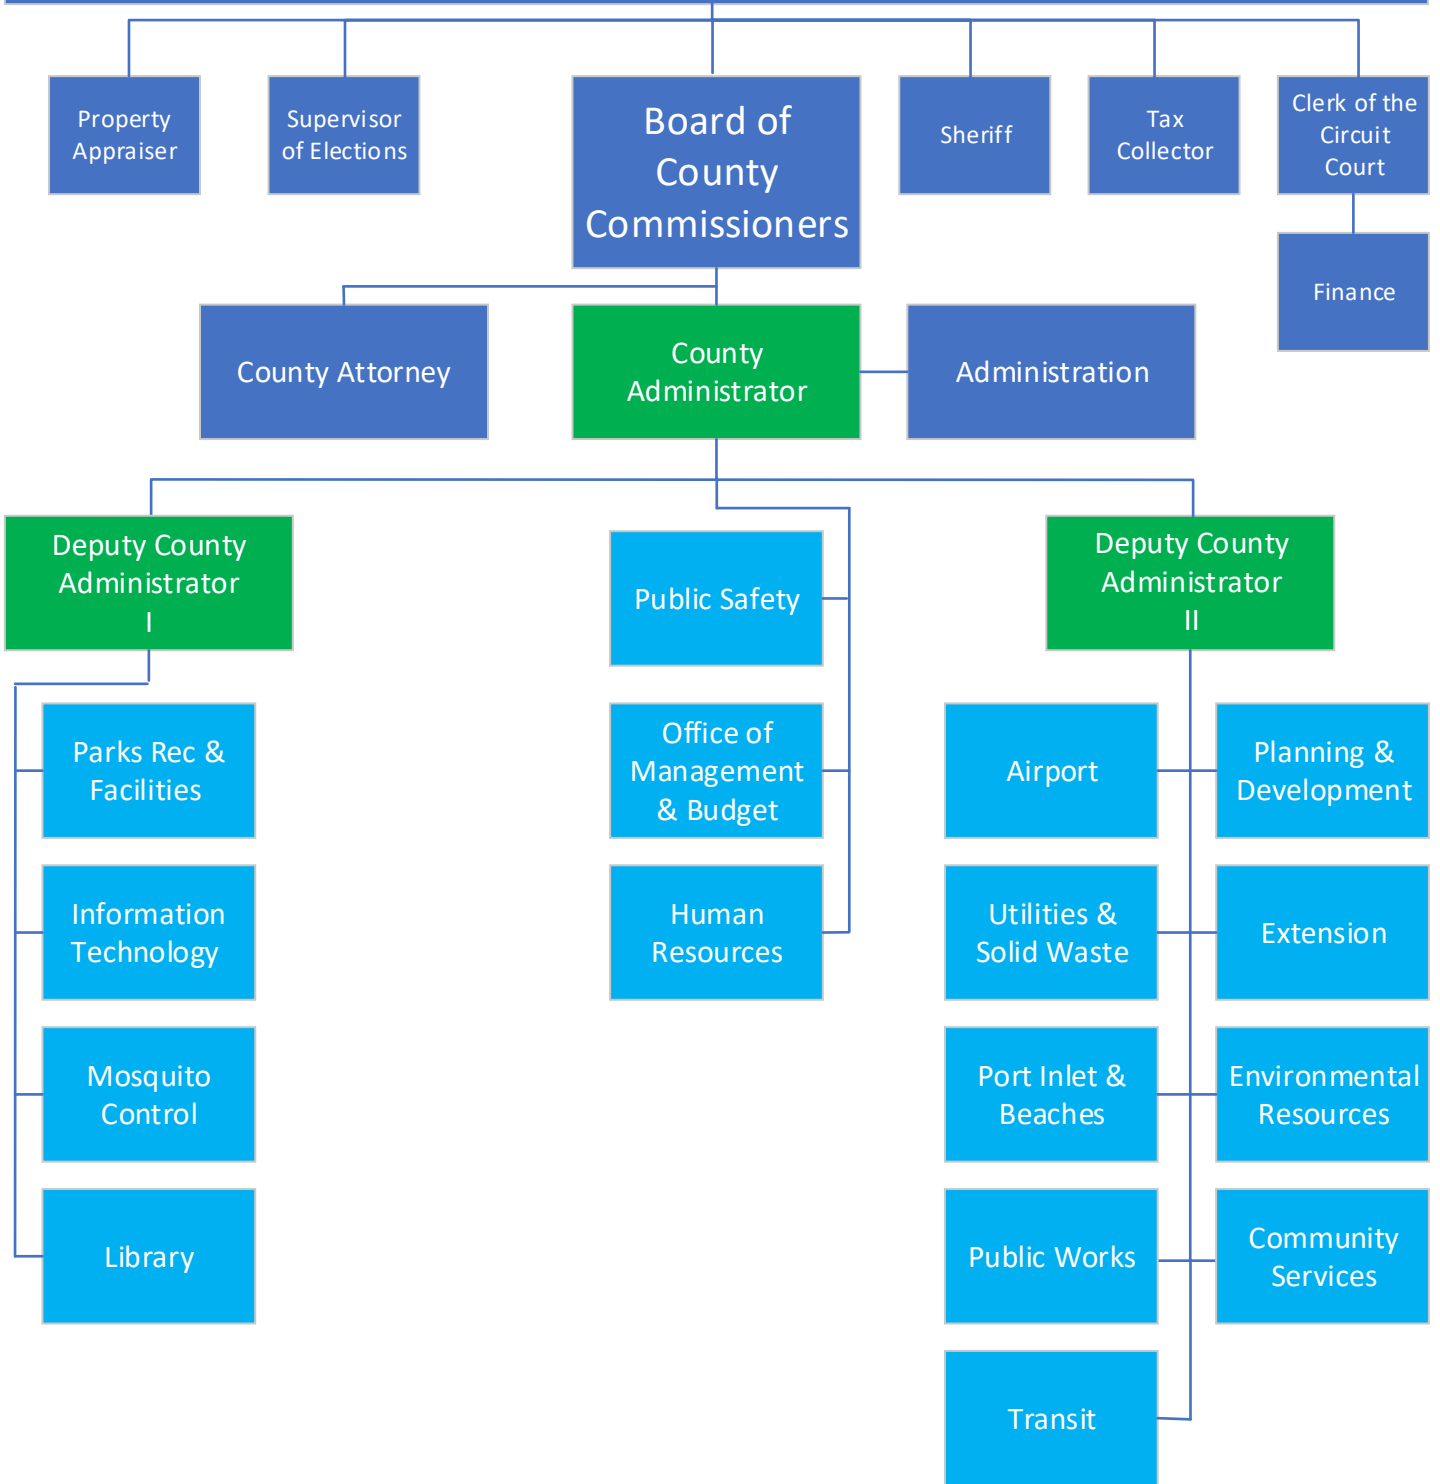 Property
Appraiser
Supervisor
of Elections
Board of
County
Commissioners
Sheriff
Tax
Collector
Clerk of the
Circuit
Court
Finance
County Attorney
County
Administrator
Administration
Deputy County
Administrator
I
Public Safety
Deputy County
Administrator
II
Parks Rec &
Facilities
Office of
Management
& Budget
Airport
Planning &
Development
Information
Technology
Human
Resources
Utilities &
Solid Waste
Extension
Mosquito
Control
Port Inlet &
Beaches
Environmental
Resources
Library
Public Works
Community
Services
Transit